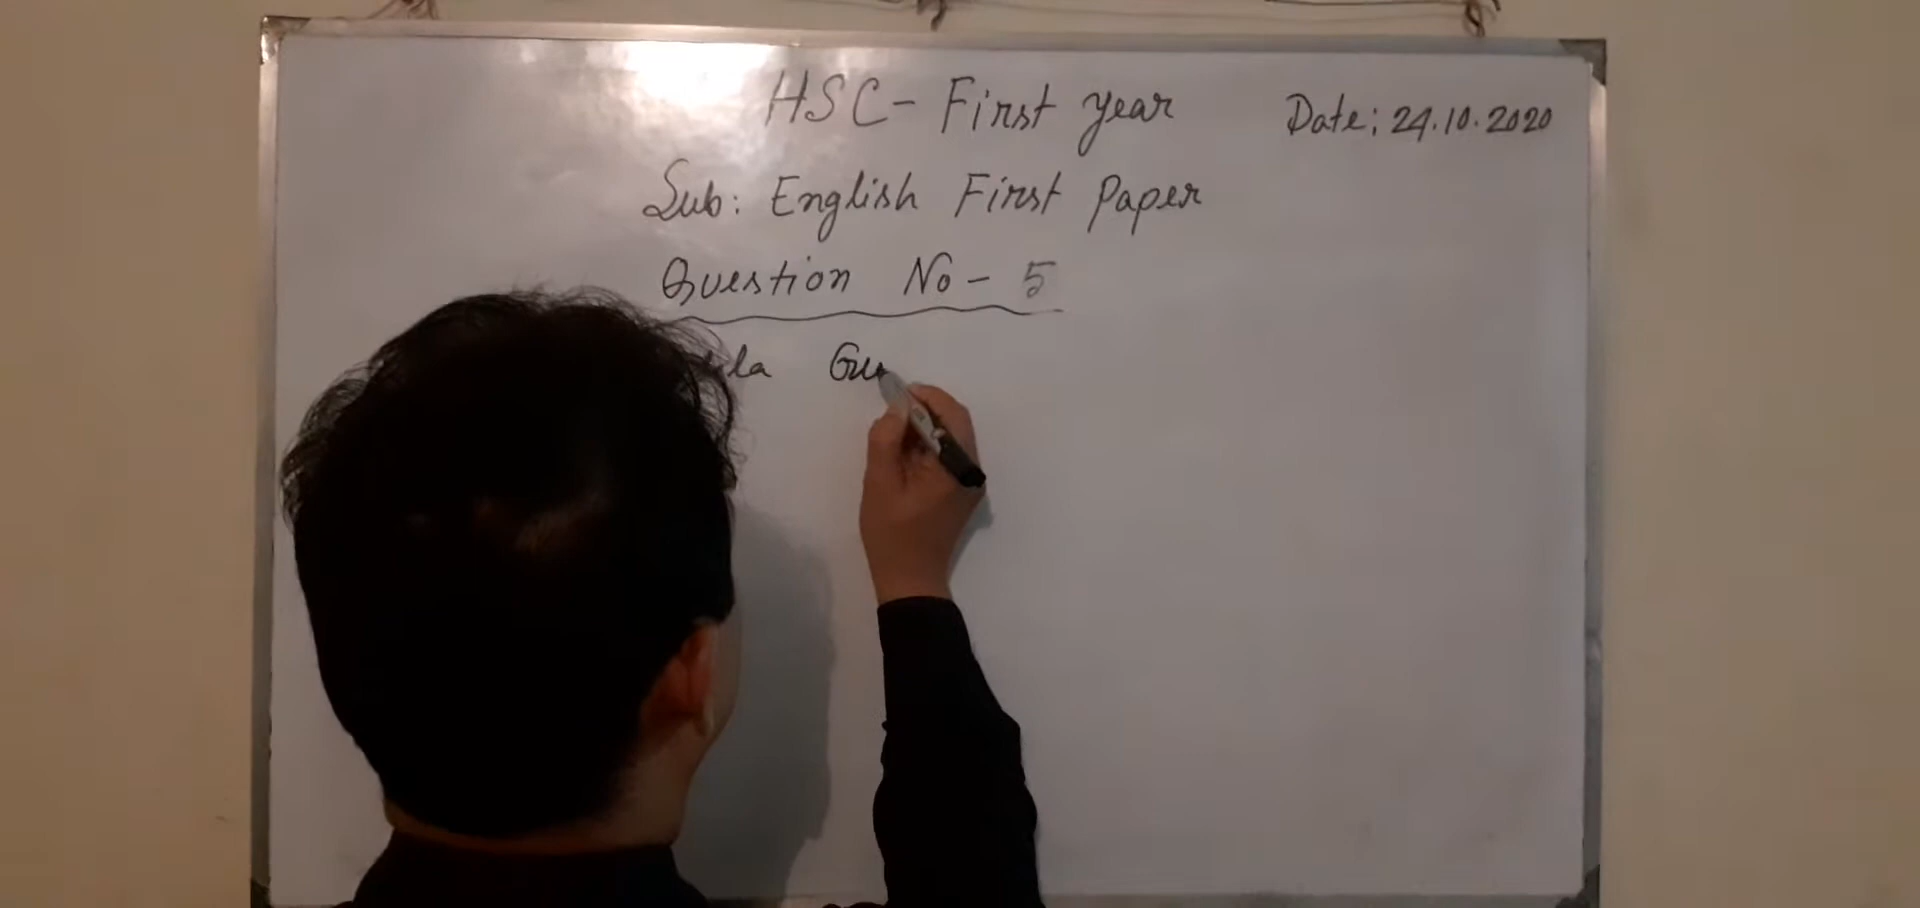 HSC - First year
Date: 24.10.2020
Sub: English First Paper
Question No - 5